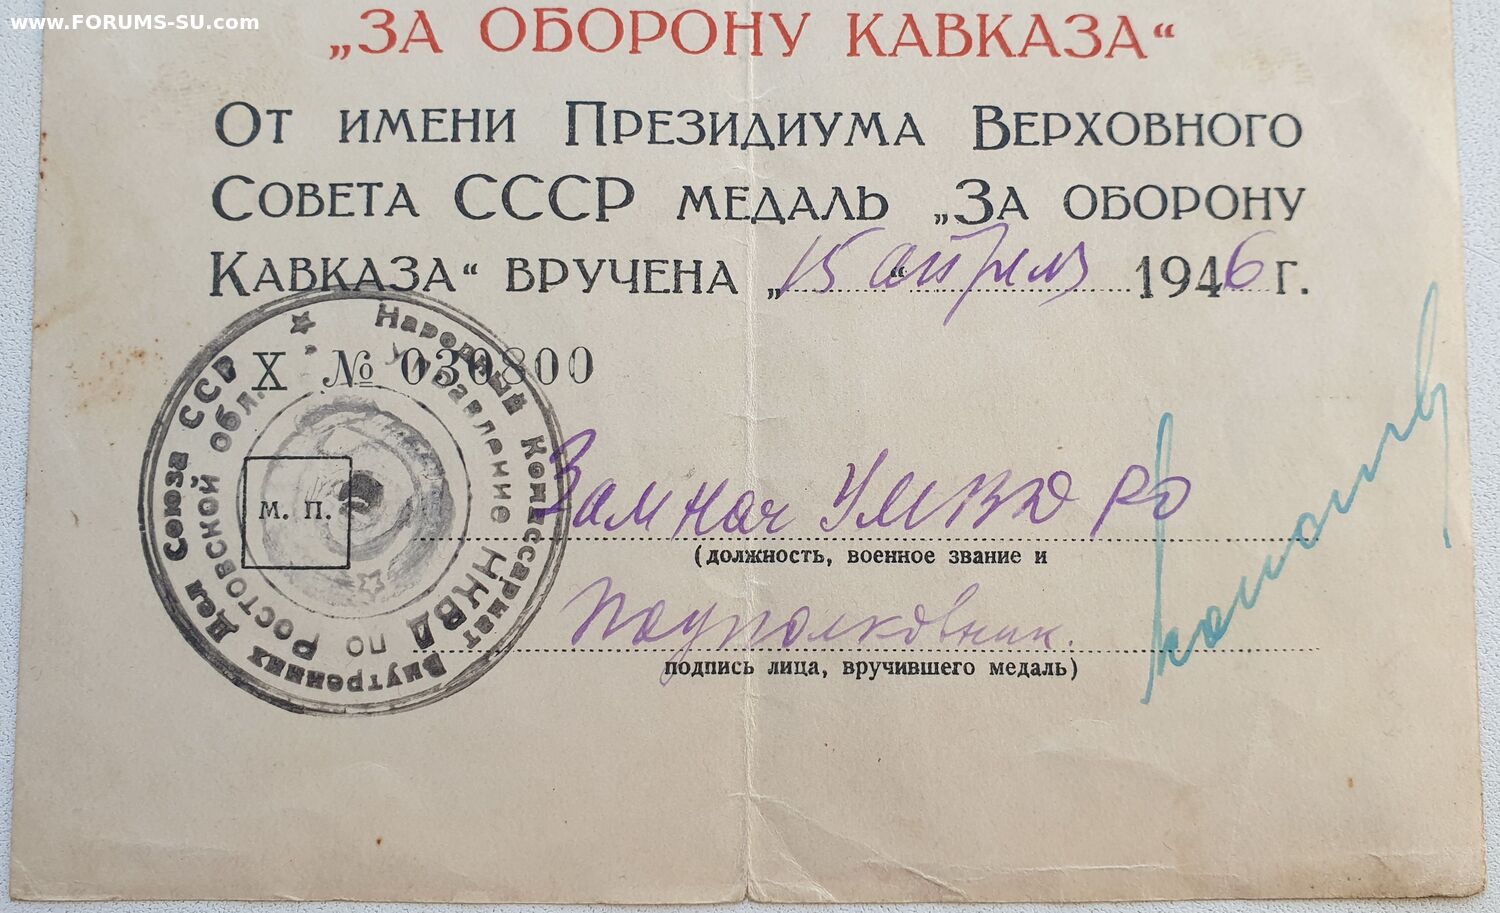 www.FORUMS-SU.com
„ЗА ОБОРОНУ КАВКАЗА“
От имени Президиума Верховного
Совета СССР медаль „За оборону
Кавказа“ вручена „15“ апреля 1946 г.
X № 030800
Народный Комиссариат Внутренних Дел Союза ССР
Управление НКВД по Ростовской обл.
м. п.
Зам нач УМВД РО
(должность, военное звание и
Подполковник.
подпись лица, вручившего медаль)